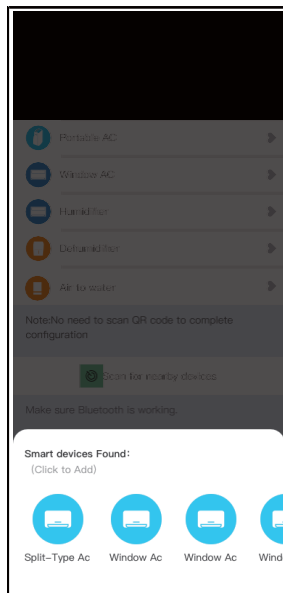 Portable AC
Window AC
Humidifier
Dehumidifier
Air to water
Note:No need to scan QR code to complete
configuration
Scan for nearby devices
Make sure Bluetooth is working.
Smart devices Found:
(Click to Add)
Split-Type Ac Window Ac Window Ac Wind